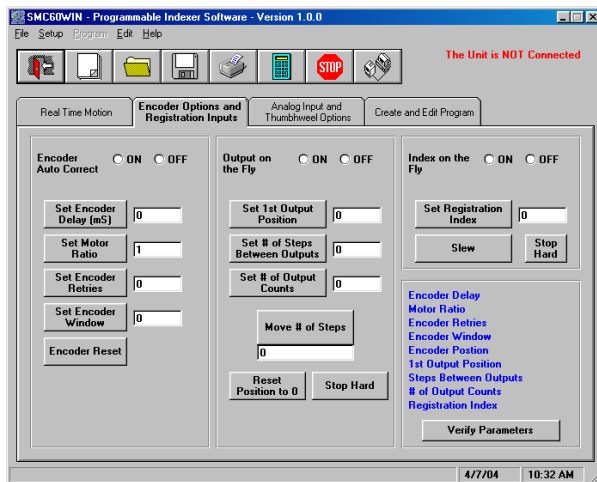 SMC60WIN - Programmable Indexer Software - Version 1.0.0
File Setup Program Edit Help
STOP
The Unit is NOT Connected
Real Time Motion
Encoder Options and
Registration Inputs
Analog Input and
Thumbhweel Options
Create and Edit Program
Encoder
Auto Correct
ON OFF
Set Encoder
Delay (mS)
0
Set Motor
Ratio
1
Set Encoder
Retries
0
Set Encoder
Window
0
Encoder Reset
Output on
the Fly
ON OFF
Set 1st Output
Position
0
Set # of Steps
Between Outputs
0
Set # of Output
Counts
0
Move # of Steps
0
Reset
Position to 0
Stop Hard
Index on the
Fly
ON OFF
Set Registration
Index
0
Slew
Stop
Hard
Encoder Delay
Motor Ratio
Encoder Retries
Encoder Window
Encoder Postion
1st Output Position
Steps Between Outputs
# of Output Counts
Registration Index
Verify Parameters
4/7/04 10:32 AM